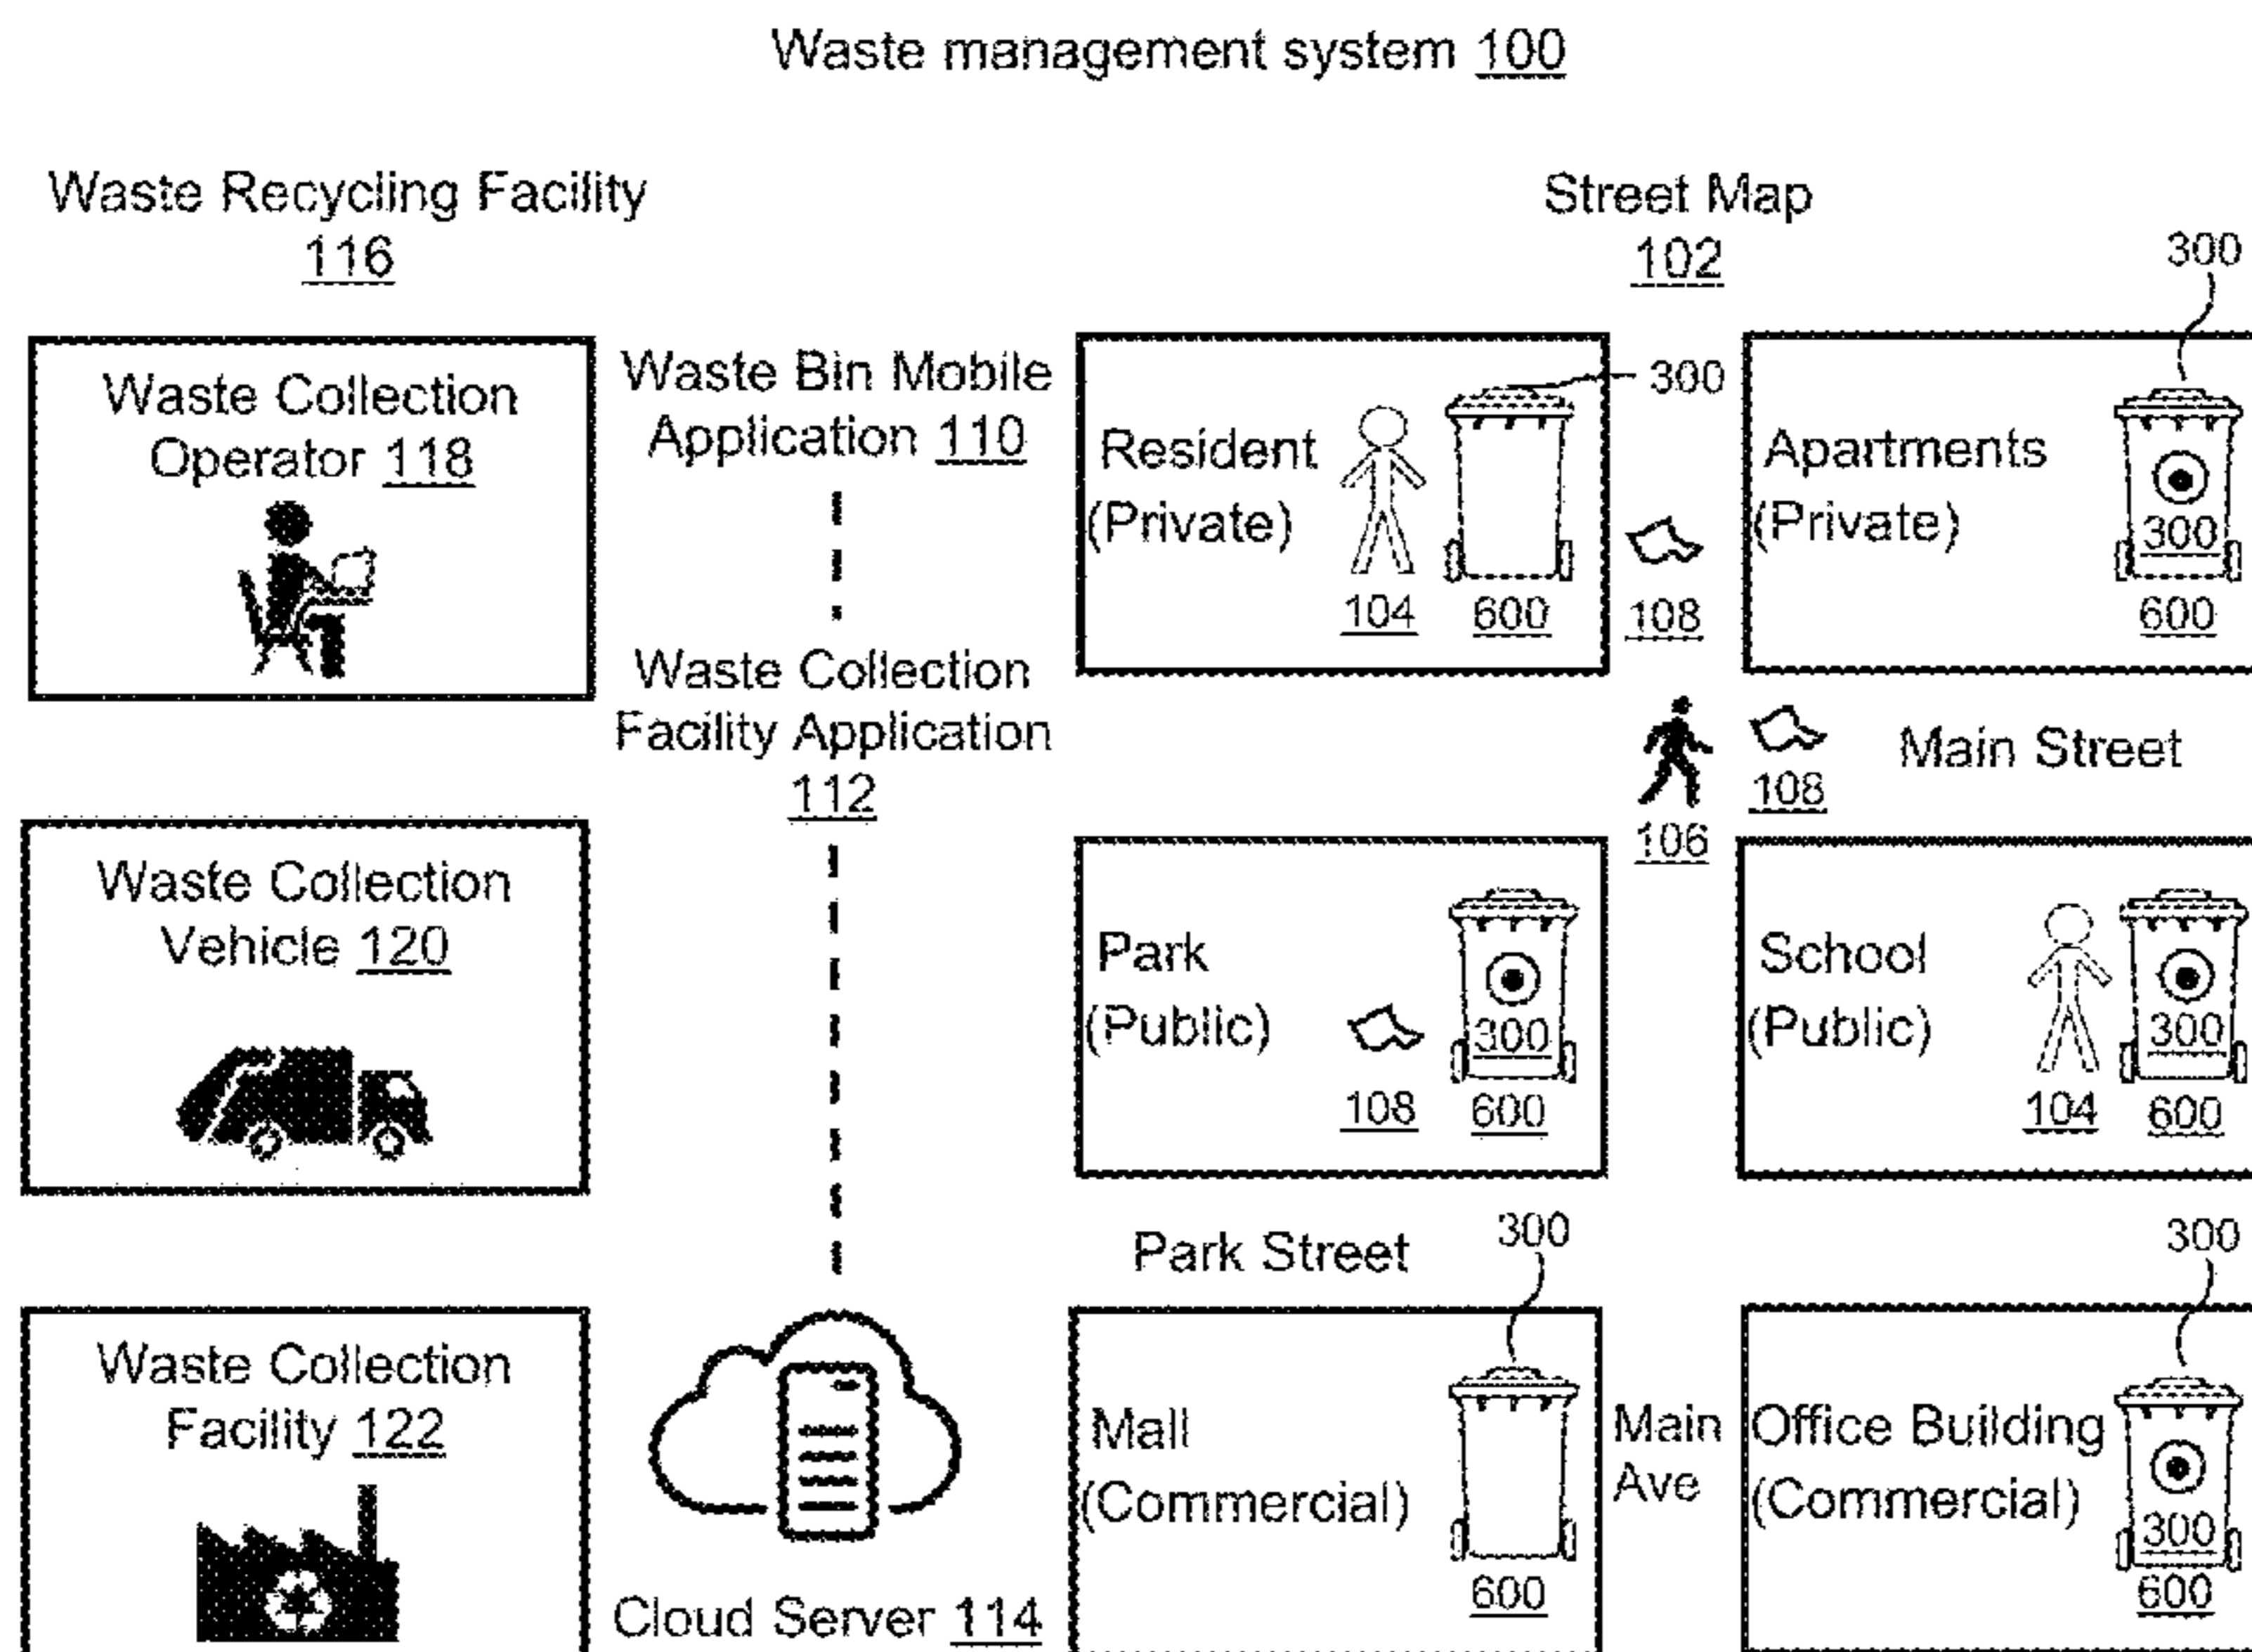 Waste management system 100
Waste Recycling Facility
116
Waste Collection
Operator 118
Waste Collection
Vehicle 120
Waste Collection
Facility 122
Waste Bin Mobile
Application 110
Waste Collection
Facility Application
112
Cloud Server 114
Street Map
102
Resident
(Private)
104
600
300
108
Apartments
(Private)
300
300
600
106
108
Main Street
Park
(Public)
108
300
600
School
(Public)
104
300
600
Park Street
Mall
(Commercial)
300
600
Main
Ave
Office Building
(Commercial)
300
300
600